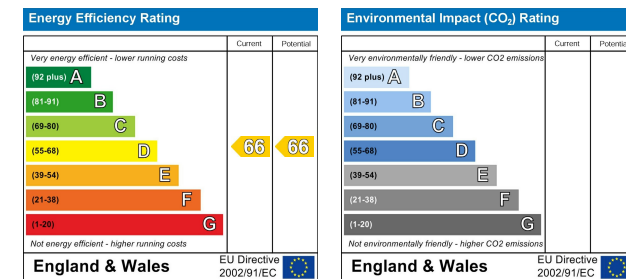 Energy Efficiency Rating
Current Potential
Very energy efficient - lower running costs
(92 plus) A
(81-91) B
(69-80) C
(55-68) D 66 66
(39-54) E
(21-38) F
(1-20) G
Not energy efficient - higher running costs
England & Wales
EU Directive
2002/91/EC
Environmental Impact (CO₂) Rating
Current Potential
Very environmentally friendly - lower CO2 emissions
(92 plus) A
(81-91) B
(69-80) C
(55-68) D
(39-54) E
(21-38) F
(1-20) G
Not environmentally friendly - higher CO2 emissions
England & Wales
EU Directive
2002/91/EC